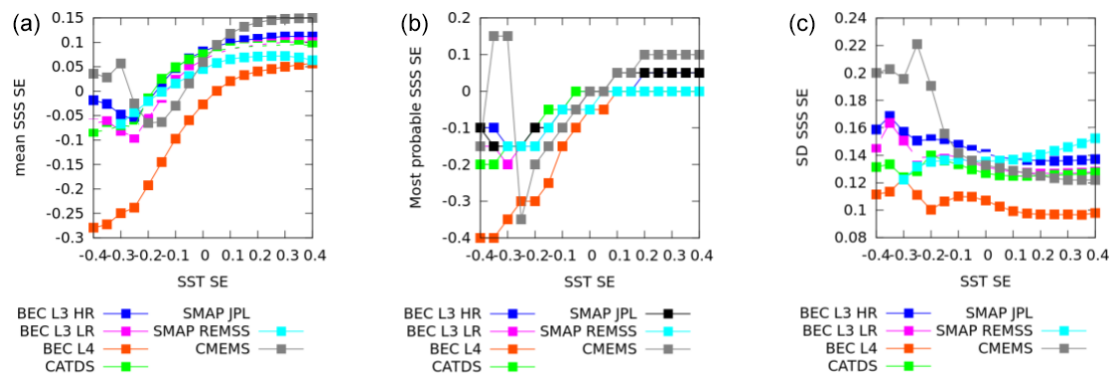 (a)
mean SSS SE
0.15
0.1
0.05
0
-0.05
-0.1
-0.15
-0.2
-0.25
-0.3
-0.4 -0.3 -0.2 -0.1 0 0.1 0.2 0.3 0.4
SST SE
BEC L3 HR
BEC L3 LR
BEC L4
CATDS
SMAP JPL
SMAP REMSS
CMEMS
(b)
Most probable SSS SE
0.2
0.1
0
-0.1
-0.2
-0.3
-0.4
-0.4 -0.3 -0.2 -0.1 0 0.1 0.2 0.3 0.4
SST SE
BEC L3 HR
BEC L3 LR
BEC L4
CATDS
SMAP JPL
SMAP REMSS
CMEMS
(c)
SD SSS SE
0.24
0.22
0.2
0.18
0.16
0.14
0.12
0.1
0.08
-0.4 -0.3 -0.2 -0.1 0 0.1 0.2 0.3 0.4
SST SE
BEC L3 HR
BEC L3 LR
BEC L4
CATDS
SMAP JPL
SMAP REMSS
CMEMS